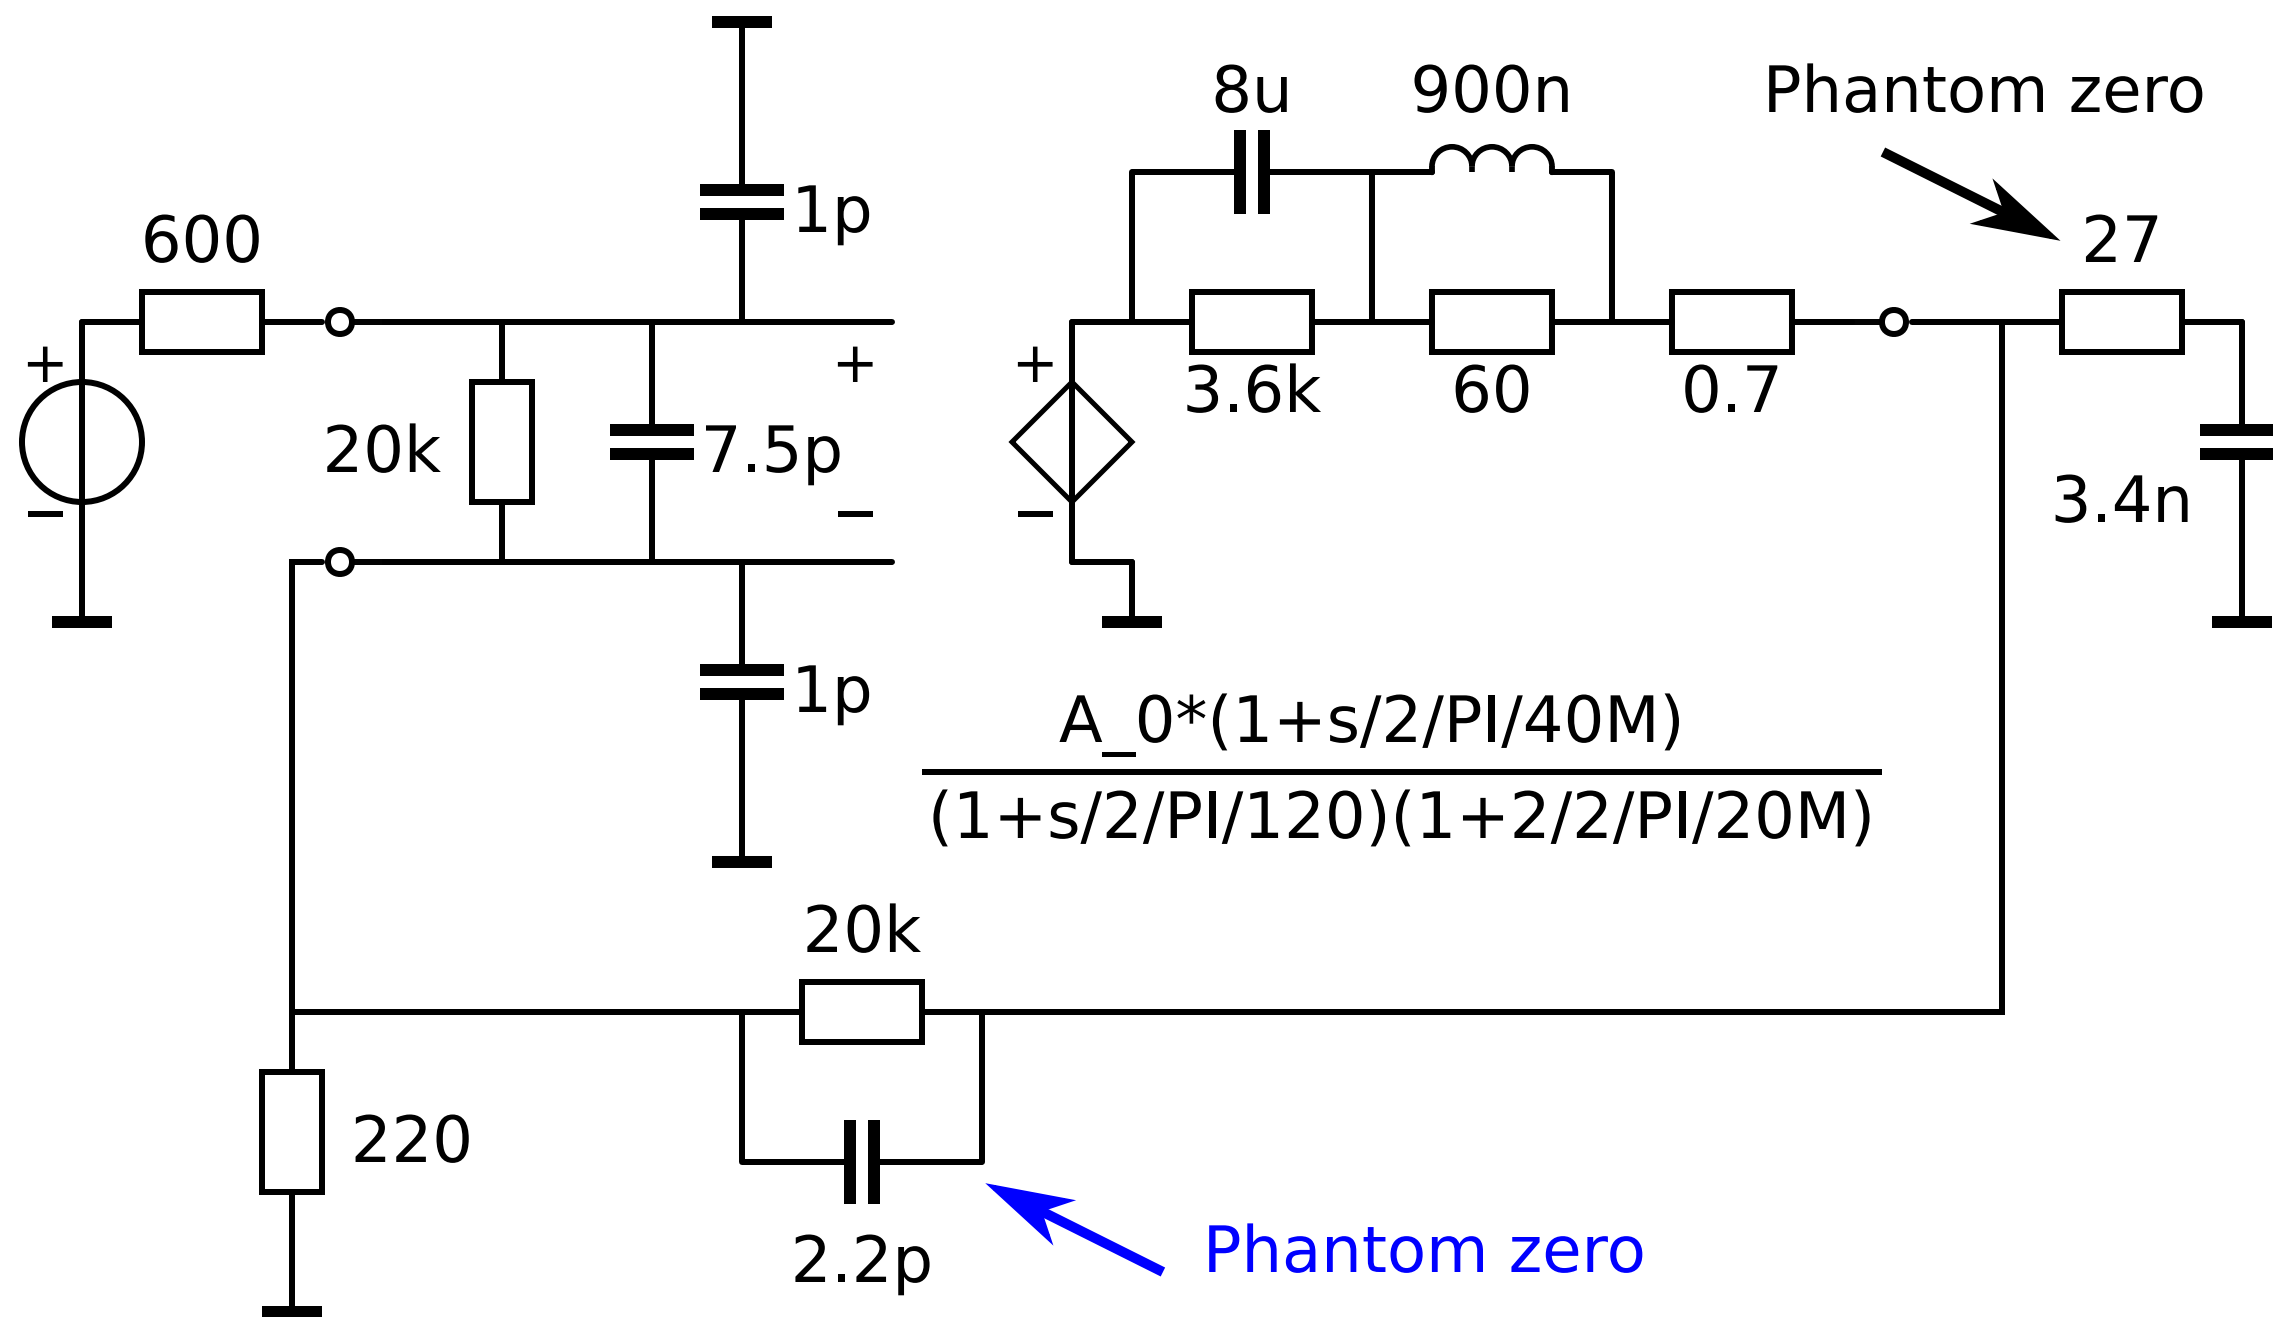 8u
900n
Phantom zero
1p
600
27
+
+
+
3.6k
60
0.7
20k
7.5p
3.4n
−
−
−
1p
A_0*(1+s/2/PI/40M)
(1+s/2/PI/120)(1+2/2/PI/20M)
20k
220
2.2p
Phantom zero